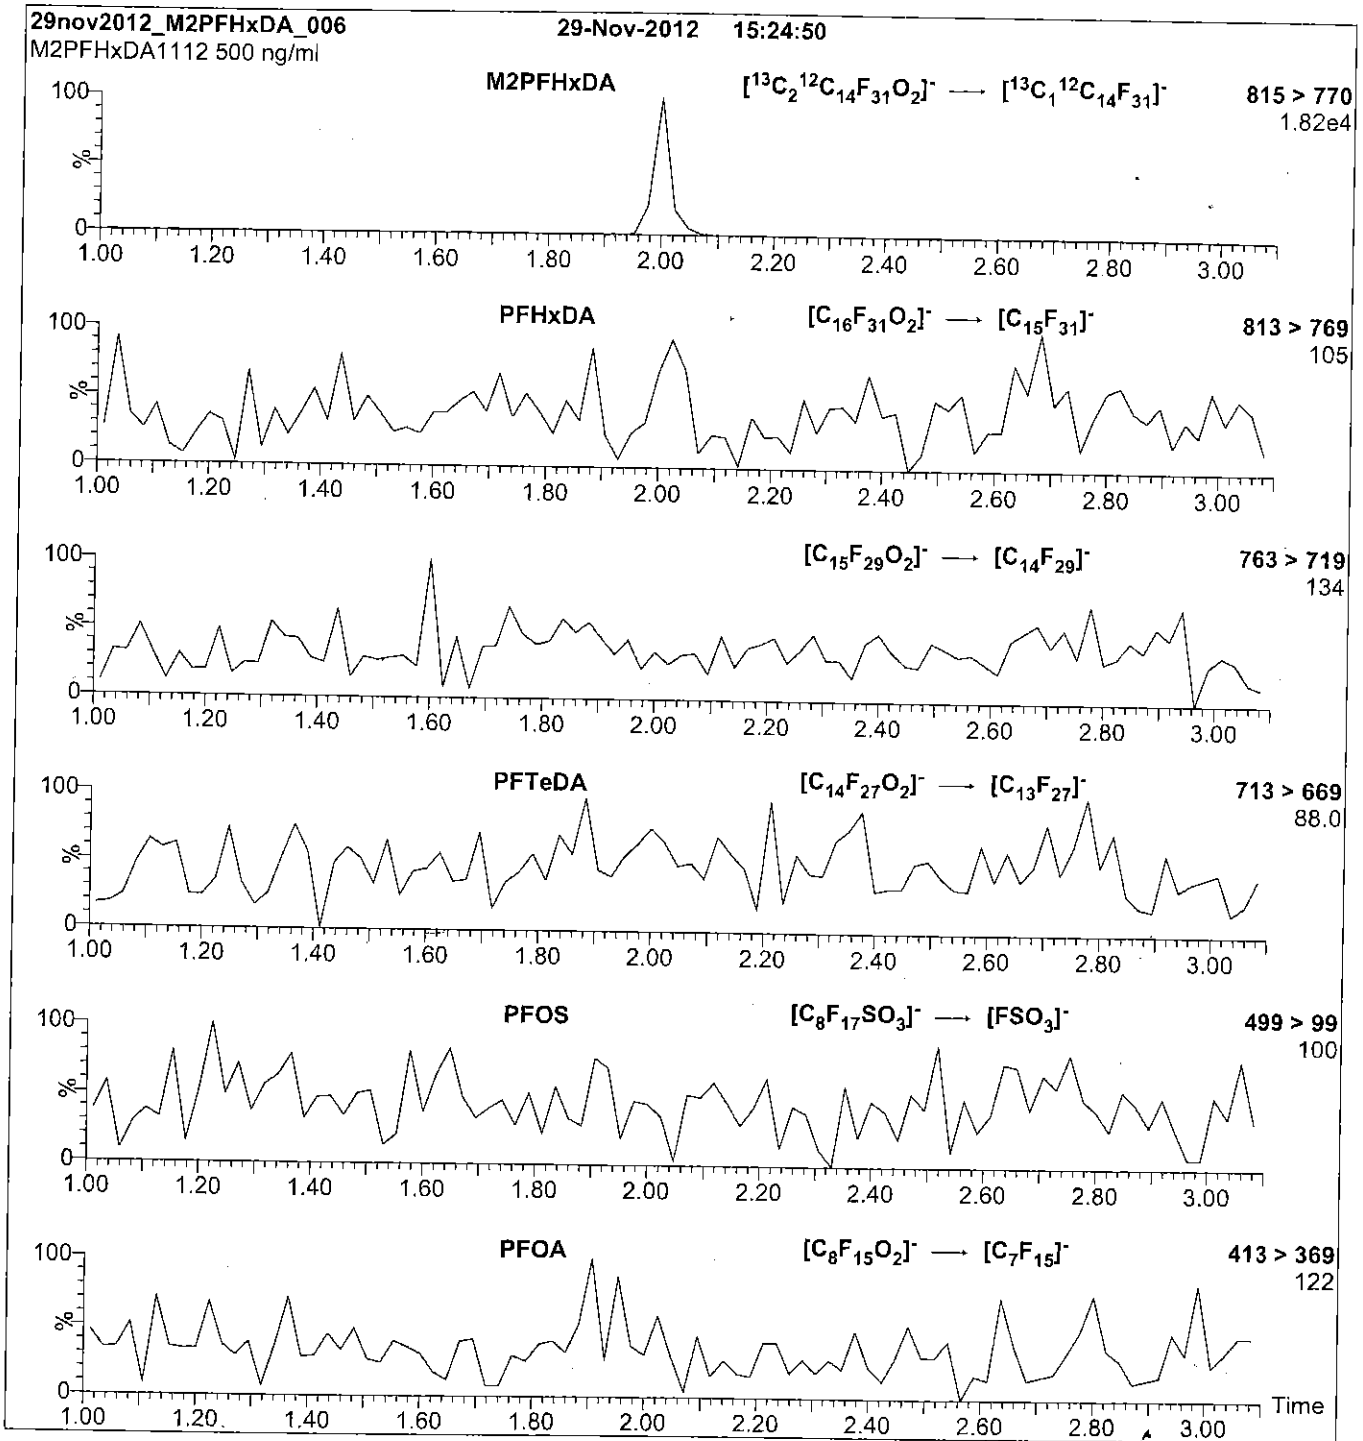 29nov2012_M2PFHxDA_006 29-Nov-2012 15:24:50
M2PFHxDA1112 500 ng/ml
M2PFHxDA [¹³C₂¹²C₁₄F₃₁O₂]⁻ → [¹³C₁¹²C₁₄F₃₁]⁻ 815 > 770
1.82e4
100
%
0
1.00 1.20 1.40 1.60 1.80 2.00 2.20 2.40 2.60 2.80 3.00
PFHxDA [C₁₆F₃₁O₂]⁻ → [C₁₅F₃₁]⁻ 813 > 769
105
100
%
0
1.00 1.20 1.40 1.60 1.80 2.00 2.20 2.40 2.60 2.80 3.00
[C₁₅F₂₉O₂]⁻ → [C₁₄F₂₉]⁻ 763 > 719
134
100
%
0
1.00 1.20 1.40 1.60 1.80 2.00 2.20 2.40 2.60 2.80 3.00
PFTeDA [C₁₄F₂₇O₂]⁻ → [C₁₃F₂₇]⁻ 713 > 669
88.0
100
%
0
1.00 1.20 1.40 1.60 1.80 2.00 2.20 2.40 2.60 2.80 3.00
PFOS [C₈F₁₇SO₃]⁻ → [FSO₃]⁻ 499 > 99
100
100
%
0
1.00 1.20 1.40 1.60 1.80 2.00 2.20 2.40 2.60 2.80 3.00
PFOA [C₈F₁₅O₂]⁻ → [C₇F₁₅]⁻ 413 > 369
122
100
%
0
1.00 1.20 1.40 1.60 1.80 2.00 2.20 2.40 2.60 2.80 3.00 Time